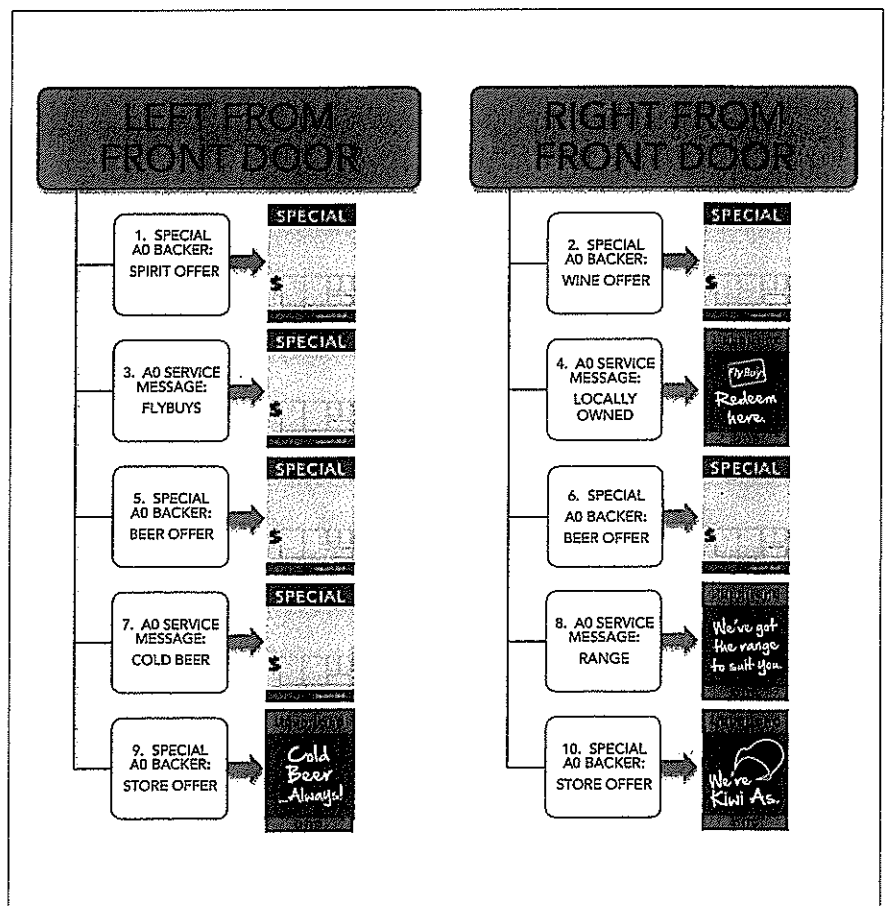 LEFT FROM
FRONT DOOR
1. SPECIAL
A0 BACKER:
SPIRIT OFFER
SPECIAL
$
3. A0 SERVICE
MESSAGE:
FLYBUYS
SPECIAL
$
5. SPECIAL
A0 BACKER:
BEER OFFER
SPECIAL
$
7. A0 SERVICE
MESSAGE:
COLD BEER
SPECIAL
$
9. SPECIAL
A0 BACKER:
STORE OFFER
Cold
Beer
...Always!
RIGHT FROM
FRONT DOOR
2. SPECIAL
A0 BACKER:
WINE OFFER
SPECIAL
$
4. A0 SERVICE
MESSAGE:
LOCALLY
OWNED
FlyBuys
Redeem
here.
6. SPECIAL
A0 BACKER:
BEER OFFER
SPECIAL
$
8. A0 SERVICE
MESSAGE:
RANGE
We've got
the range
to suit you.
10. SPECIAL
A0 BACKER:
STORE OFFER
We're
Kiwi As.